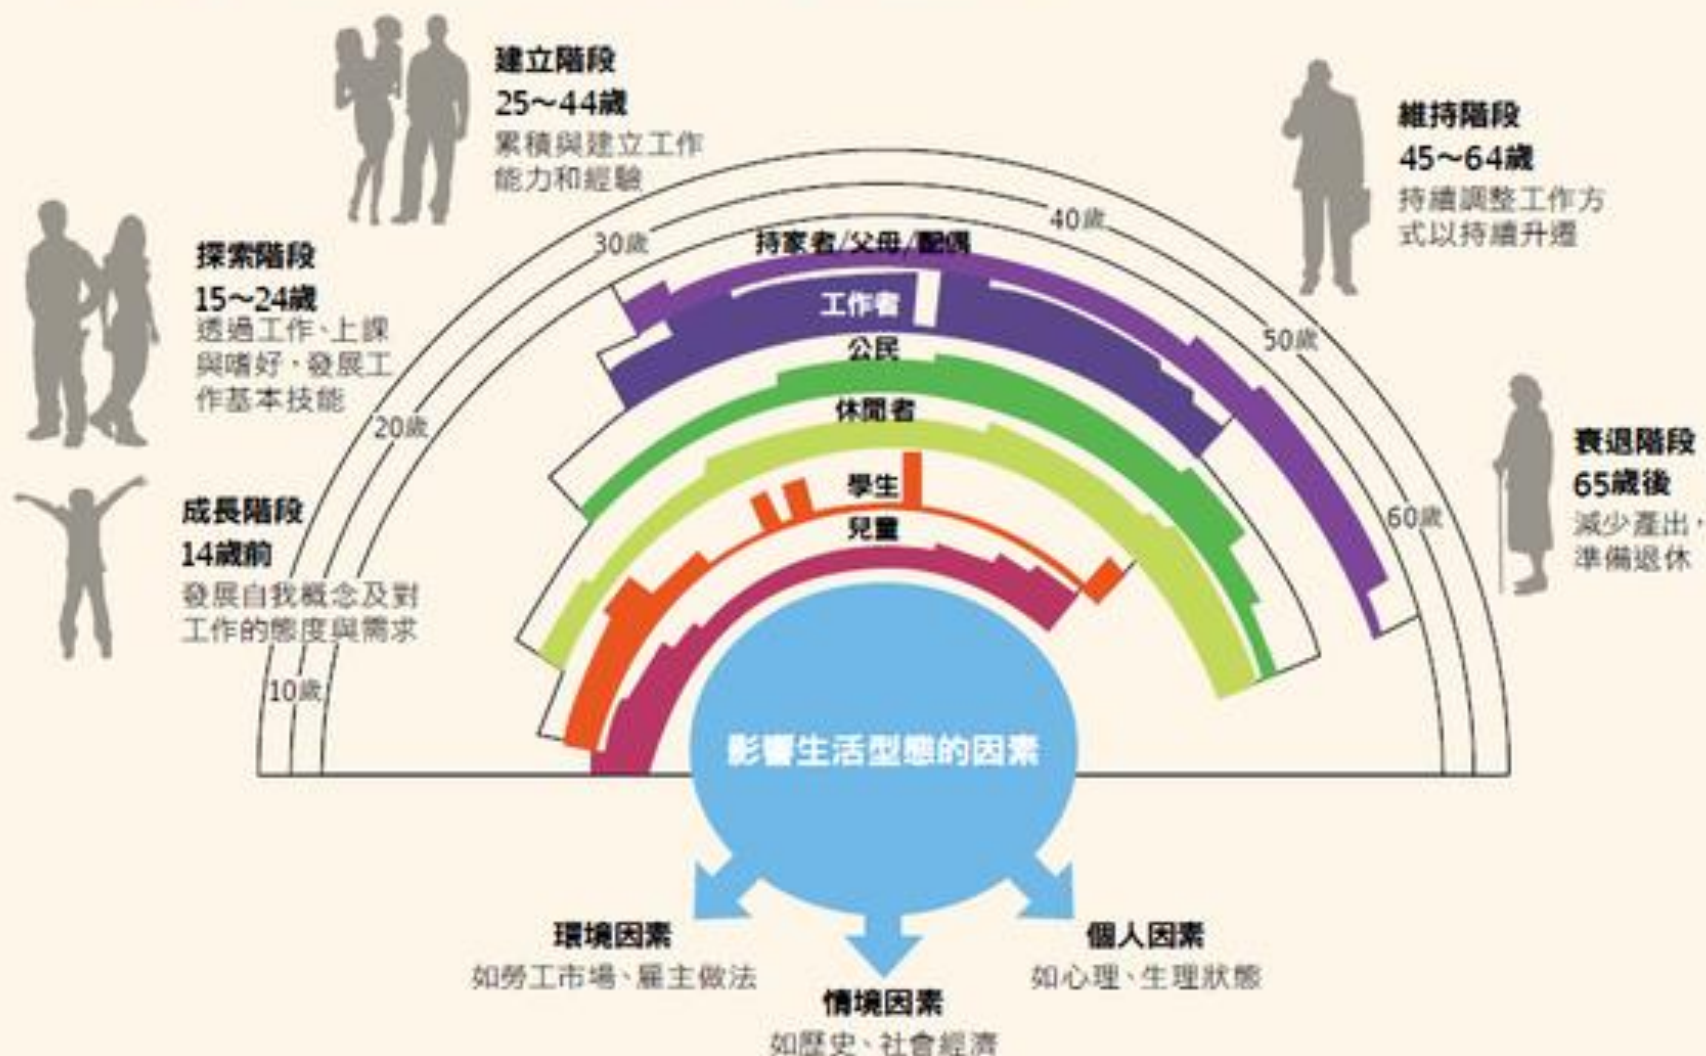 建立階段
25～44歲
累積與建立工作
能力和經驗
維持階段
45～64歲
持續調整工作方
式以持續升遷
探索階段
15～24歲
透過工作、上課
與嗜好，發展工
作基本技能
衰退階段
65歲後
減少產出，
準備退休
成長階段
14歲前
發展自我概念及對
工作的態度與需求
10歲
20歲
30歲
40歲
50歲
60歲
持家者/父母/配偶
工作者
公民
休閒者
學生
兒童
影響生活型態的因素
環境因素
如勞工市場、雇主做法
情境因素
如歷史、社會經濟
個人因素
如心理、生理狀態